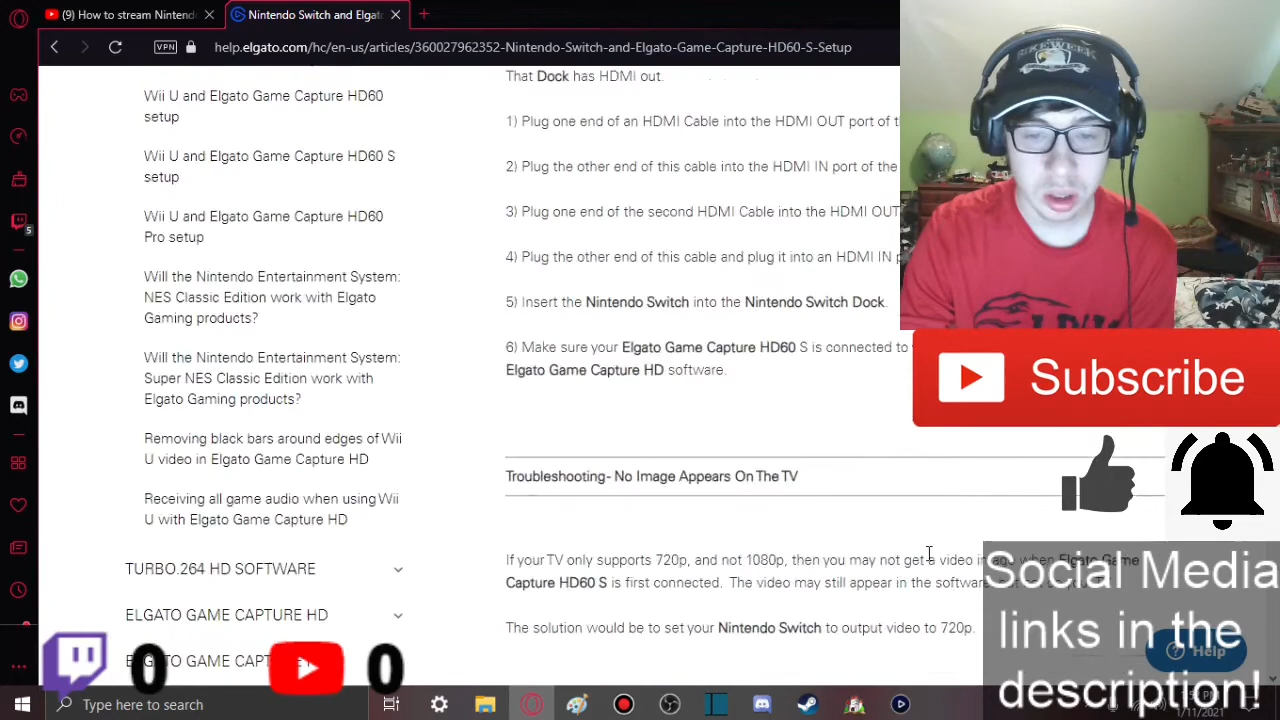 (9) How to stream Nintend
Nintendo Switch and Elgato
VPN
help.elgato.com/hc/en-us/articles/360027962352-Nintendo-Switch-and-Elgato-Game-Capture-HD60-S-Setup
Wii U and Elgato Game Capture HD60
setup
Wii U and Elgato Game Capture HD60 S
setup
Wii U and Elgato Game Capture HD60
Pro setup
Will the Nintendo Entertainment System:
NES Classic Edition work with Elgato
Gaming products?
Will the Nintendo Entertainment System:
Super NES Classic Edition work with
Elgato Gaming products?
Removing black bars around edges of Wii
U video in Elgato Game Capture HD
Receiving all game audio when using Wii
U with Elgato Game Capture HD
TURBO.264 HD SOFTWARE
ELGATO GAME CAPTURE HD
That Dock has HDMI out.
1) Plug one end of an HDMI Cable into the HDMI OUT port of
2) Plug the other end of this cable into the HDMI IN port of the
3) Plug one end of the second HDMI Cable into the HDMI OUT
4) Plug the other end of this cable and plug it into an HDMI IN
5) Insert the Nintendo Switch into the Nintendo Switch Dock.
6) Make sure your Elgato Game Capture HD60 S is connected to
Elgato Game Capture HD software.
Troubleshooting - No Image Appears On The TV
If your TV only supports 720p, and not 1080p, then you may not get a video image when Elgato Game
Capture HD60 S is first connected. The video may still appear in the software,
The solution would be to set your Nintendo Switch to output video to 720p.
Subscribe
Social Media
links in the
description!
Help
0
0
5
Type here to search
1/11/2021